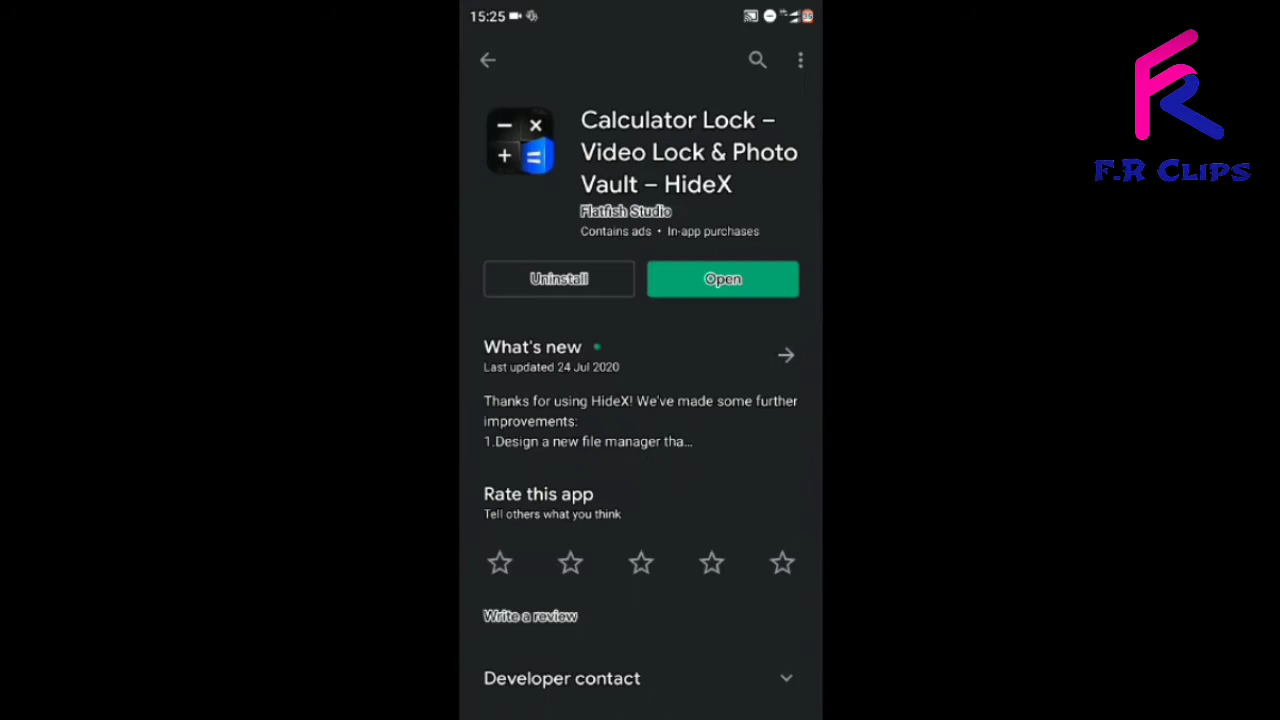 15:25
Calculator Lock –
Video Lock & Photo
Vault – HideX
Flatfish Studio
Contains ads • In-app purchases
Uninstall
Open
What's new
Last updated 24 Jul 2020
Thanks for using HideX! We've made some further
improvements:
1.Design a new file manager tha...
Rate this app
Tell others what you think
Write a review
Developer contact
F.R Clips